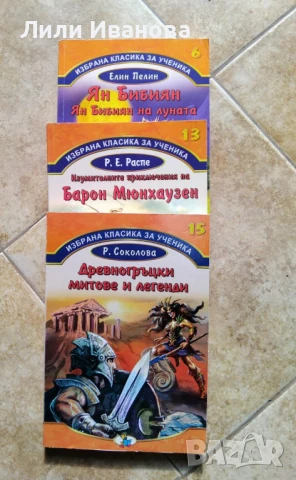 Лили Иванова
6
ИЗБРАНА КЛАСИКА ЗА УЧЕНИКА
Елин Пелин
Ян Бибиян
Ян Бибиян на луната
13
ИЗБРАНА КЛАСИКА ЗА УЧЕНИКА
Р. Е. Распе
Изумителните приключения на
Барон Мюнхаузен
15
ИЗБРАНА КЛАСИКА ЗА УЧЕНИКА
Р. Соколова
Древногръцки
митове и легенди
BAZAR